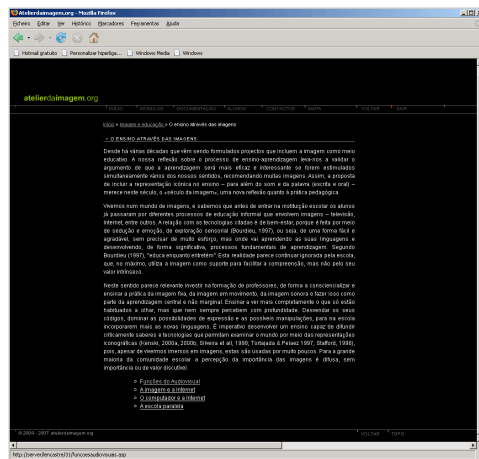 Atelierdaimagem.org - Mozilla Firefox
Ficheiro Editar Ver Histórico Marcadores Ferramentas Ajuda
Hotmail gratuito Personalizar hiperliga... Windows Media Windows
atelierdaimagem.org
INÍCIO MÓDULOS DOCUMENTAÇÃO ALUNOS CONTACTOS MAPA VOLTAR SAIR
Início > Imagem e educação > O ensino através das imagens
> O ENSINO ATRAVÉS DAS IMAGENS
Desde há várias décadas que vêm sendo formulados projectos que incluem a imagem como meio
educativo. A nossa reflexão sobre o processo de ensino-aprendizagem leva-nos a validar o
argumento de que a aprendizagem será mais eficaz e interessante se forem estimulados
simultaneamente vários dos nossos sentidos, recomendando muitas imagens. Assim, a proposta
de incluir a representação icónica no ensino – para além do som e da palavra (escrita e oral) –
merece neste século, o «século da imagem», uma nova reflexão quanto à prática pedagógica.
Vivemos num mundo de imagens, e sabemos que antes de entrar na instituição escolar os alunos
já passaram por diferentes processos de educação informal que envolvem imagens – televisão,
Internet, entre outros. A relação com as tecnologias citadas é de bem-estar, porque é feita por meio
de sedução e emoção, de exploração sensorial (Bourdieu, 1997), ou seja, de uma forma fácil e
agradável, sem precisar de muito esforço, mas onde vai aprendendo as suas linguagens e
desenvolvendo, de forma significativa, processos fundamentais de aprendizagem. Segundo
Bourdieu (1997), "educa enquanto entretém". Esta realidade parece continuar ignorada pela escola,
que, no máximo, utiliza a imagem como suporte para facilitar a compreensão, mas não pelo seu
valor intrínseco.
Neste sentido parece relevante investir na formação de professores, de forma a consciencializar e
ensinar a prática da imagem fixa, da imagem em movimento, da imagem sonora e fazer isso como
parte da aprendizagem central e não marginal. Ensinar a ver mais completamente o que só estão
habituados a olhar, mas que nem sempre percebem com profundidade. Desvendar os seus
códigos, dominar as possibilidades de expressão e as possíveis manipulações, para na escola
incorporarem mais as novas linguagens. É imperativo desenvolver um ensino capaz de difundir
criticamente saberes a tecnologias que permitam examinar o mundo por meio das representações
iconográficas (Kenski, 2000a, 2000b; Silveira et all, 1998; Tortajada & Pelaez 1997; Stafford, 1996),
pois, apesar de vivermos imersos em imagens, estas são usadas por muito poucos. Para a grande
maioria da comunidade escolar a percepção da importância das imagens é difusa, sem
importância ou de valor discutível.
Funções do Audiovisual
A imagem e a Internet
O computador e a Internet
A escola paralela
© 2004 - 2007 atelierdaimagem.org VOLTAR TOPO
http://server/lencastre/31/funcoesaudiovisuais.asp